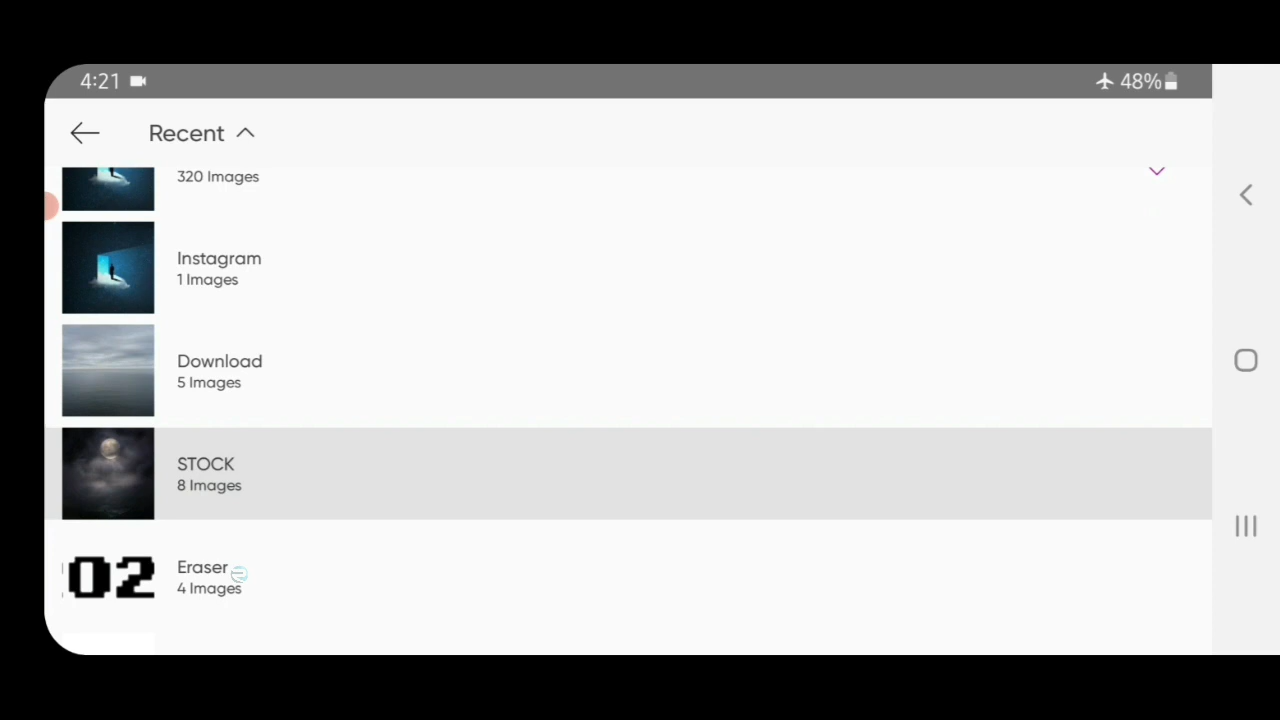 4:21
48%
Recent
320 Images
Instagram
1 Images
Download
5 Images
STOCK
8 Images
02
Eraser
4 Images